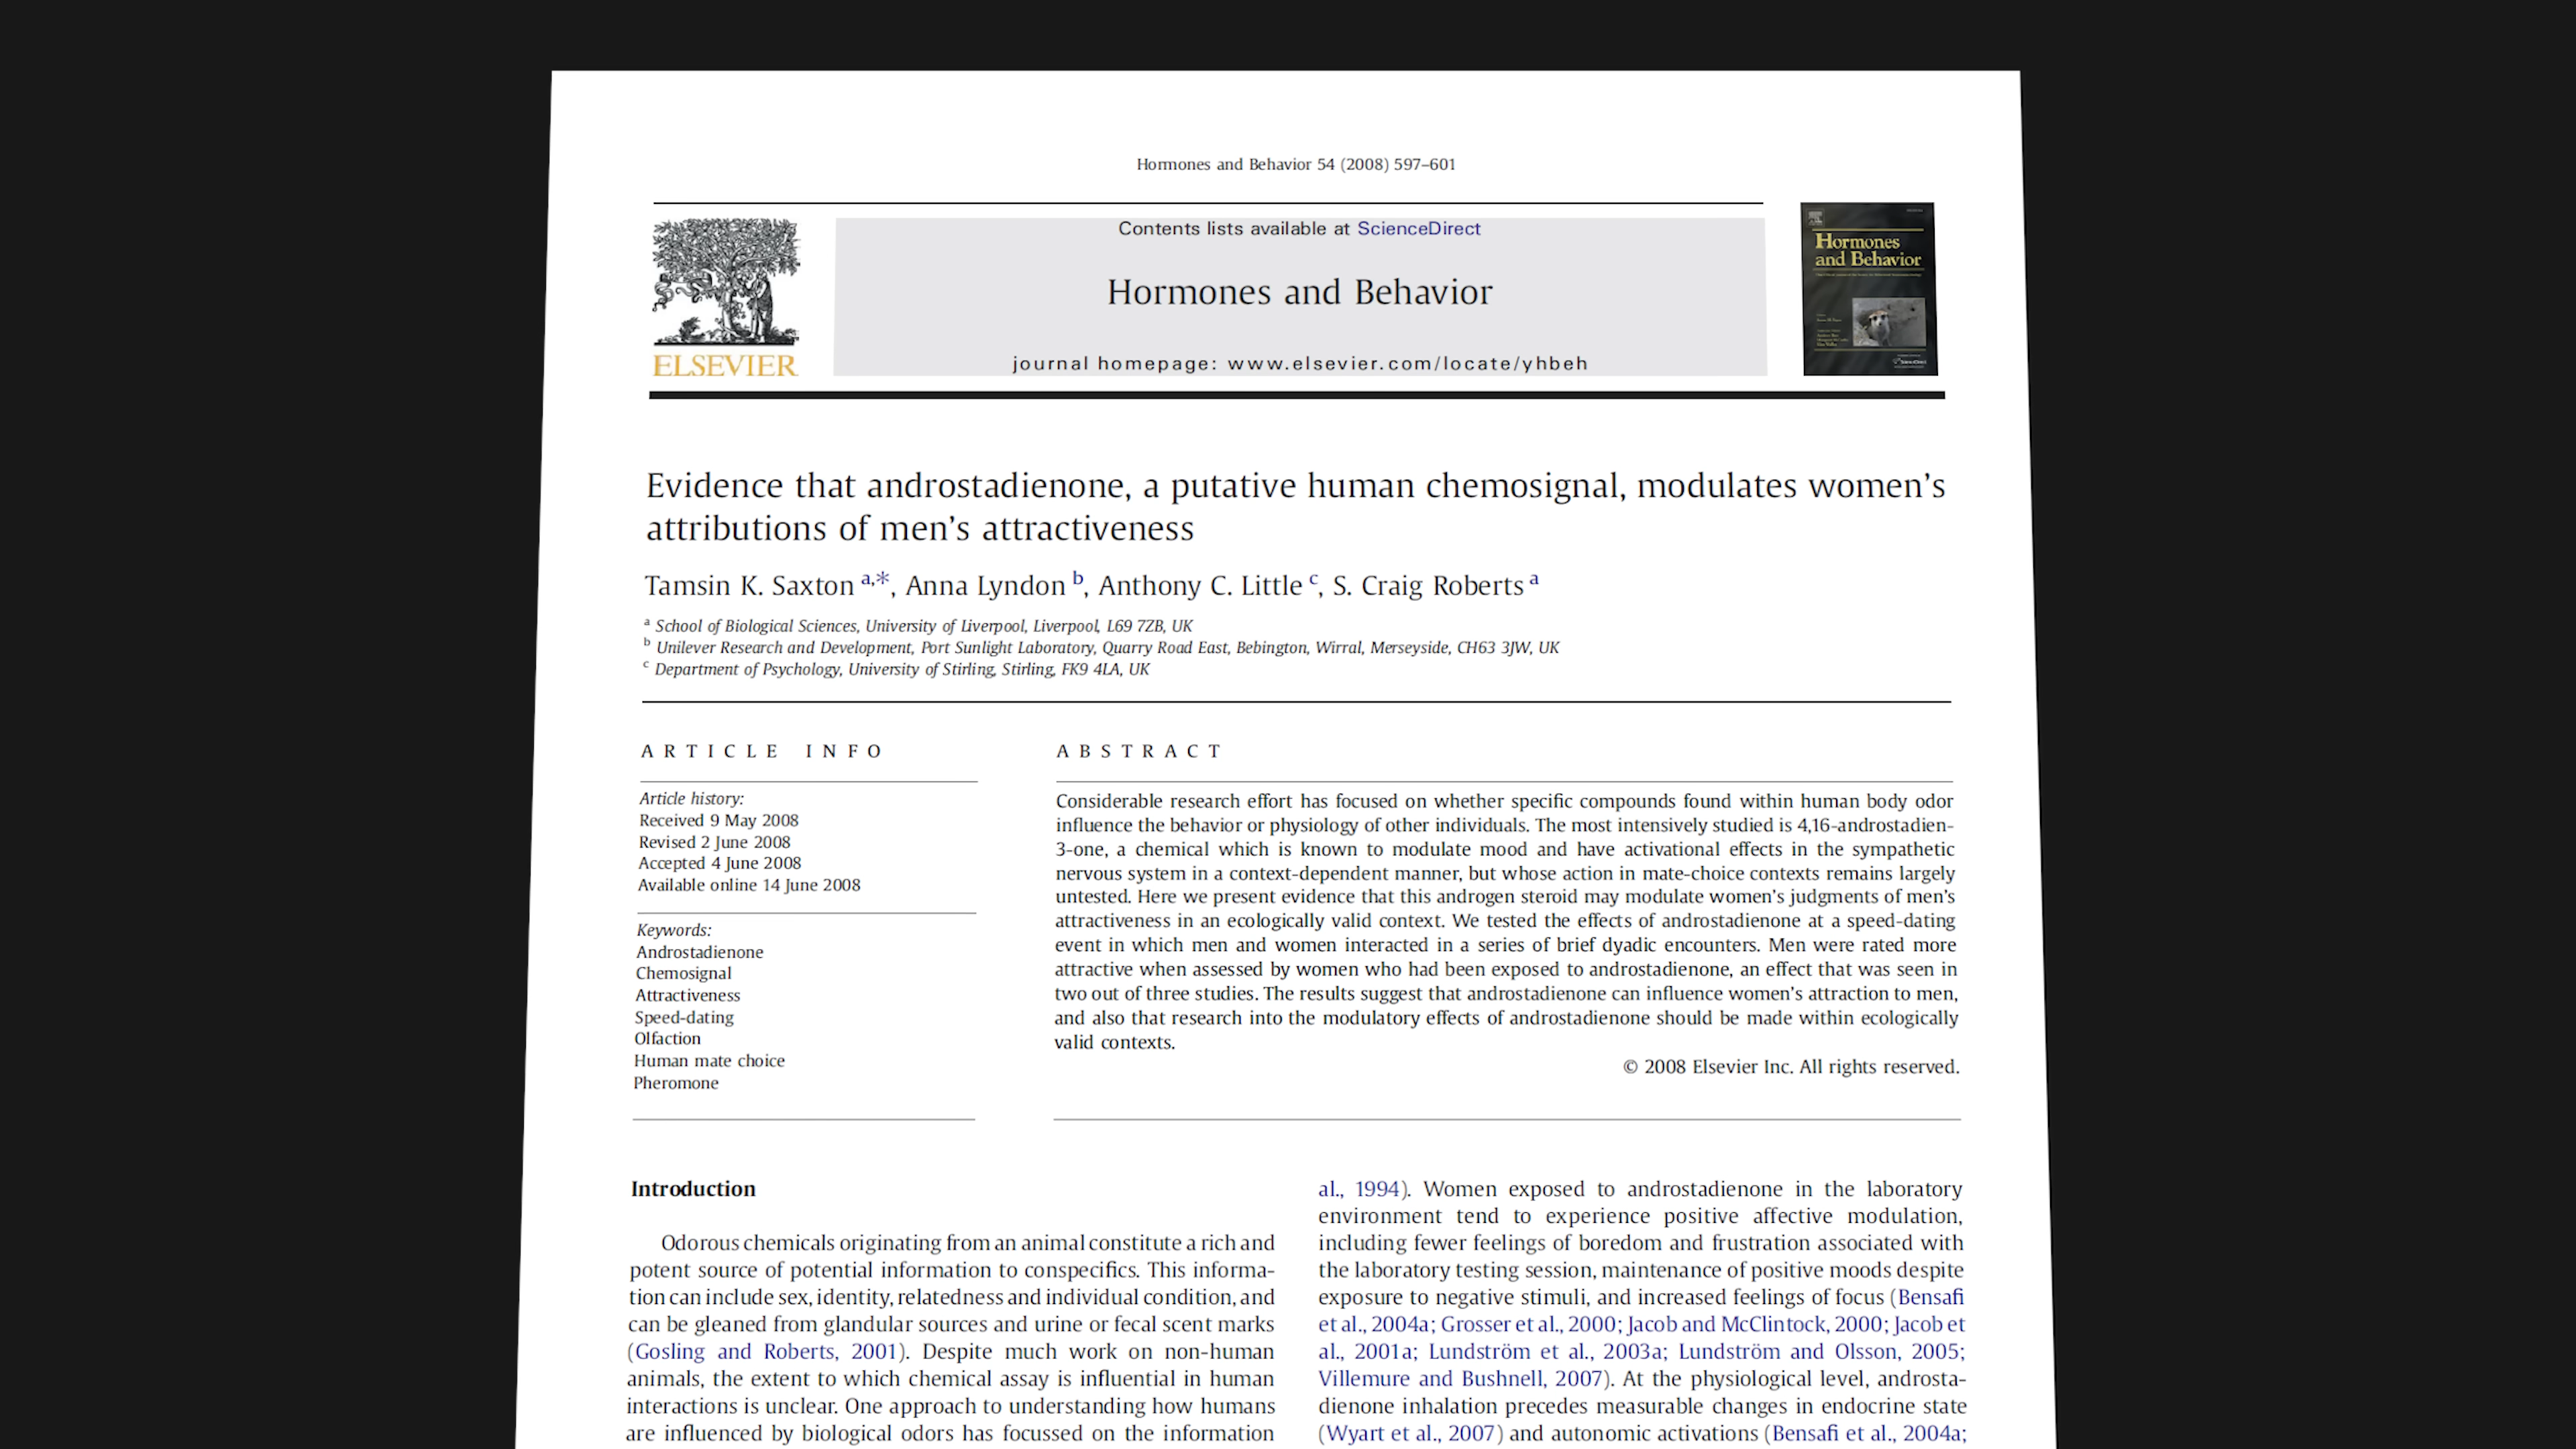 Hormones and Behavior 54 (2008) 597–601
Contents lists available at ScienceDirect
Hormones and Behavior
journal homepage: www.elsevier.com/locate/yhbeh
ELSEVIER
Hormones
and Behavior
Evidence that androstadienone, a putative human chemosignal, modulates women's
attributions of men's attractiveness
Tamsin K. Saxton a,*, Anna Lyndon b, Anthony C. Little c, S. Craig Roberts a
a School of Biological Sciences, University of Liverpool, Liverpool, L69 7ZB, UK
b Unilever Research and Development, Port Sunlight Laboratory, Quarry Road East, Bebington, Wirral, Merseyside, CH63 3JW, UK
c Department of Psychology, University of Stirling, Stirling, FK9 4LA, UK
ARTICLE INFO
Article history:
Received 9 May 2008
Revised 2 June 2008
Accepted 4 June 2008
Available online 14 June 2008
Keywords:
Androstadienone
Chemosignal
Attractiveness
Speed-dating
Olfaction
Human mate choice
Pheromone
ABSTRACT
Considerable research effort has focused on whether specific compounds found within human body odor
influence the behavior or physiology of other individuals. The most intensively studied is 4,16-androstadien-
3-one, a chemical which is known to modulate mood and have activational effects in the sympathetic
nervous system in a context-dependent manner, but whose action in mate-choice contexts remains largely
untested. Here we present evidence that this androgen steroid may modulate women's judgments of men's
attractiveness in an ecologically valid context. We tested the effects of androstadienone at a speed-dating
event in which men and women interacted in a series of brief dyadic encounters. Men were rated more
attractive when assessed by women who had been exposed to androstadienone, an effect that was seen in
two out of three studies. The results suggest that androstadienone can influence women's attraction to men,
and also that research into the modulatory effects of androstadienone should be made within ecologically
valid contexts.
© 2008 Elsevier Inc. All rights reserved.
Introduction
Odorous chemicals originating from an animal constitute a rich and
potent source of potential information to conspecifics. This informa-
tion can include sex, identity, relatedness and individual condition, and
can be gleaned from glandular sources and urine or fecal scent marks
(Gosling and Roberts, 2001). Despite much work on non-human
animals, the extent to which chemical assay is influential in human
interactions is unclear. One approach to understanding how humans
are influenced by biological odors has focussed on the information
al., 1994). Women exposed to androstadienone in the laboratory
environment tend to experience positive affective modulation,
including fewer feelings of boredom and frustration associated with
the laboratory testing session, maintenance of positive moods despite
exposure to negative stimuli, and increased feelings of focus (Bensafi
et al., 2004a; Grosser et al., 2000; Jacob and McClintock, 2000; Jacob et
al., 2001a; Lundström et al., 2003a; Lundström and Olsson, 2005;
Villemure and Bushnell, 2007). At the physiological level, androsta-
dienone inhalation precedes measurable changes in endocrine state
(Wyart et al., 2007) and autonomic activations (Bensafi et al., 2004a;